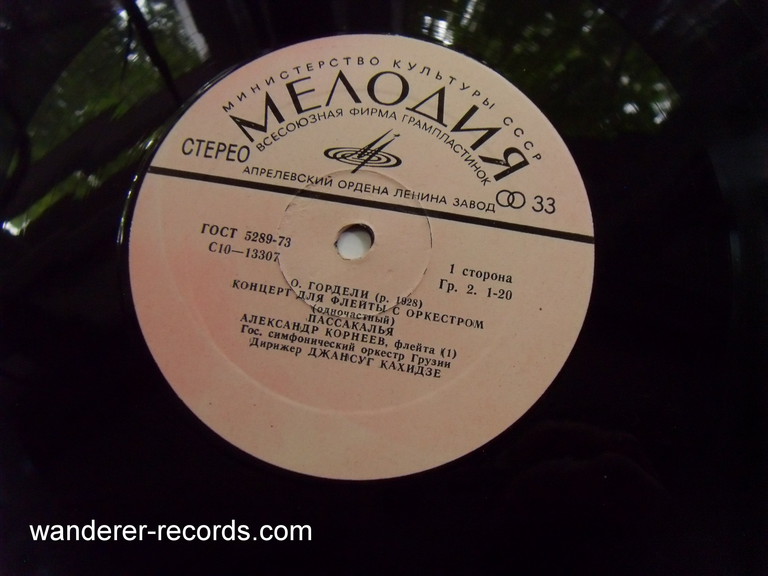 МИНИСТЕРСТВО КУЛЬТУРЫ СССР
МЕЛОДИЯ
ВСЕСОЮЗНАЯ ФИРМА ГРАМПЛАСТИНОК
СТЕРЕО
АПРЕЛЕВСКИЙ ОРДЕНА ЛЕНИНА ЗАВОД
33
ГОСТ 5289-73
С10—13307
1 сторона
Гр. 2. 1-20
О. ГОРДЕЛИ (р. 1928)
КОНЦЕРТ ДЛЯ ФЛЕЙТЫ С ОРКЕСТРОМ
(одночастный)
ПАССАКАЛЬЯ
АЛЕКСАНДР КОРНЕЕВ, флейта (1)
Гос. симфонический оркестр Грузии
Дирижер ДЖАНСУГ КАХИДЗЕ
wanderer-records.com